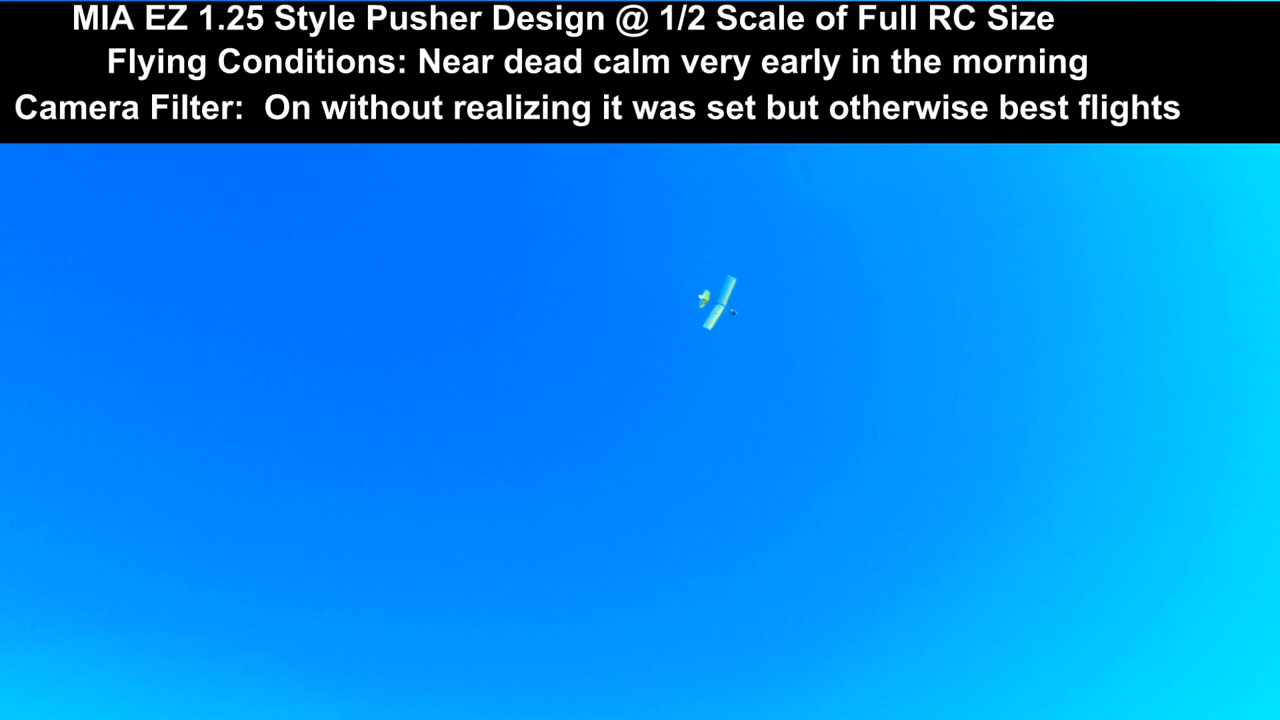 MIA EZ 1.25 Style Pusher Design @ 1/2 Scale of Full RC Size
Flying Conditions: Near dead calm very early in the morning
Camera Filter:  On without realizing it was set but otherwise best flights